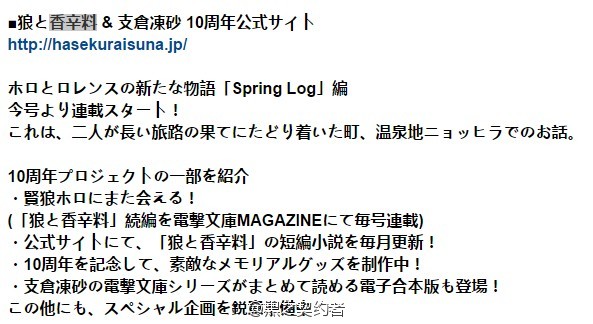 ■狼と香辛料 & 支倉凍砂 10周年公式サイト
http://hasekuraisuna.jp/
ホロとロレンスの新たな物語「Spring Log」編
今号より連載スタート！
これは、二人が長い旅路の果てにたどり着いた町、温泉地ニョッヒラでのお話。
10周年プロジェクトの一部を紹介
・賢狼ホロにまた会える！
(「狼と香辛料」続編を電撃文庫MAGAZINEにて毎号連載)
・公式サイトにて、「狼と香辛料」の短編小説を毎月更新！
・10周年を記念して、素敵なメモリアルグッズを制作中！
・支倉凍砂の電撃文庫シリーズがまとめて読める電子合本版も登場！
この他にも、スペシャル企画を鋭
契约者